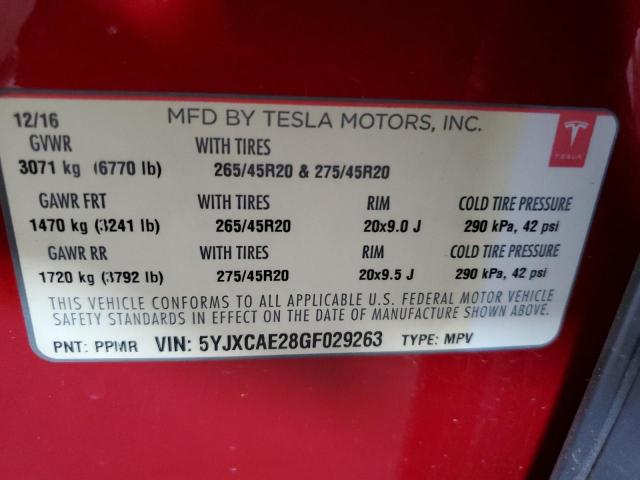 12/16 MFD BY TESLA MOTORS, INC.
GVWR WITH TIRES
3071 kg (6770 lb) 265/45R20 & 275/45R20
TESLA
GAWR FRT WITH TIRES RIM COLD TIRE PRESSURE
1470 kg (3241 lb) 265/45R20 20x9.0 J 290 kPa, 42 psi
GAWR RR WITH TIRES RIM COLD TIRE PRESSURE
1720 kg (3792 lb) 275/45R20 20x9.5 J 290 kPa, 42 psi
THIS VEHICLE CONFORMS TO ALL APPLICABLE U.S. FEDERAL MOTOR VEHICLE
SAFETY STANDARDS IN EFFECT ON THE DATE OF MANUFACTURE SHOWN ABOVE.
PNT: PPMR VIN: 5YJXCAE28GF029263 TYPE: MPV